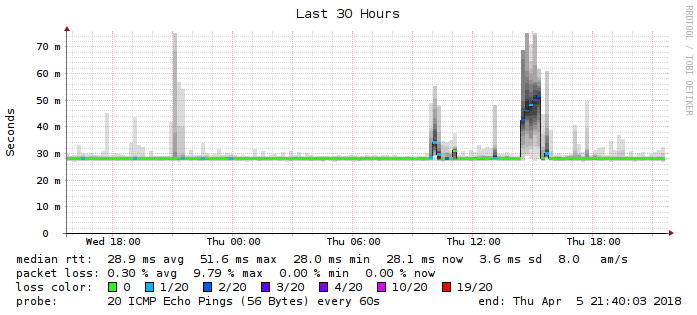 Last 30 Hours
RRDTOOL / TOBI OETIKER
Seconds
70 m
60 m
50 m
40 m
30 m
20 m
10 m
0
Wed 18:00 Thu 00:00 Thu 06:00 Thu 12:00 Thu 18:00
median rtt: 28.9 ms avg 51.6 ms max 28.0 ms min 28.1 ms now 3.6 ms sd 8.0 am/s
packet loss: 0.30 % avg 9.79 % max 0.00 % min 0.00 % now
loss color: 0 1/20 2/20 3/20 4/20 10/20 19/20
probe: 20 ICMP Echo Pings (56 Bytes) every 60s end: Thu Apr 5 21:40:03 2018